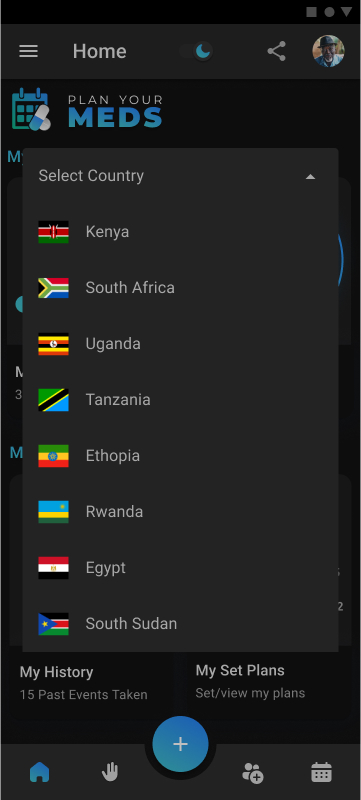 Home
PLAN YOUR
MEDS
My
Select Country
Kenya
South Africa
Uganda
Tanzania
Ethopia
Rwanda
Egypt
South Sudan
M
3
M
2
My History
My Set Plans
15 Past Events Taken
Set/view my plans